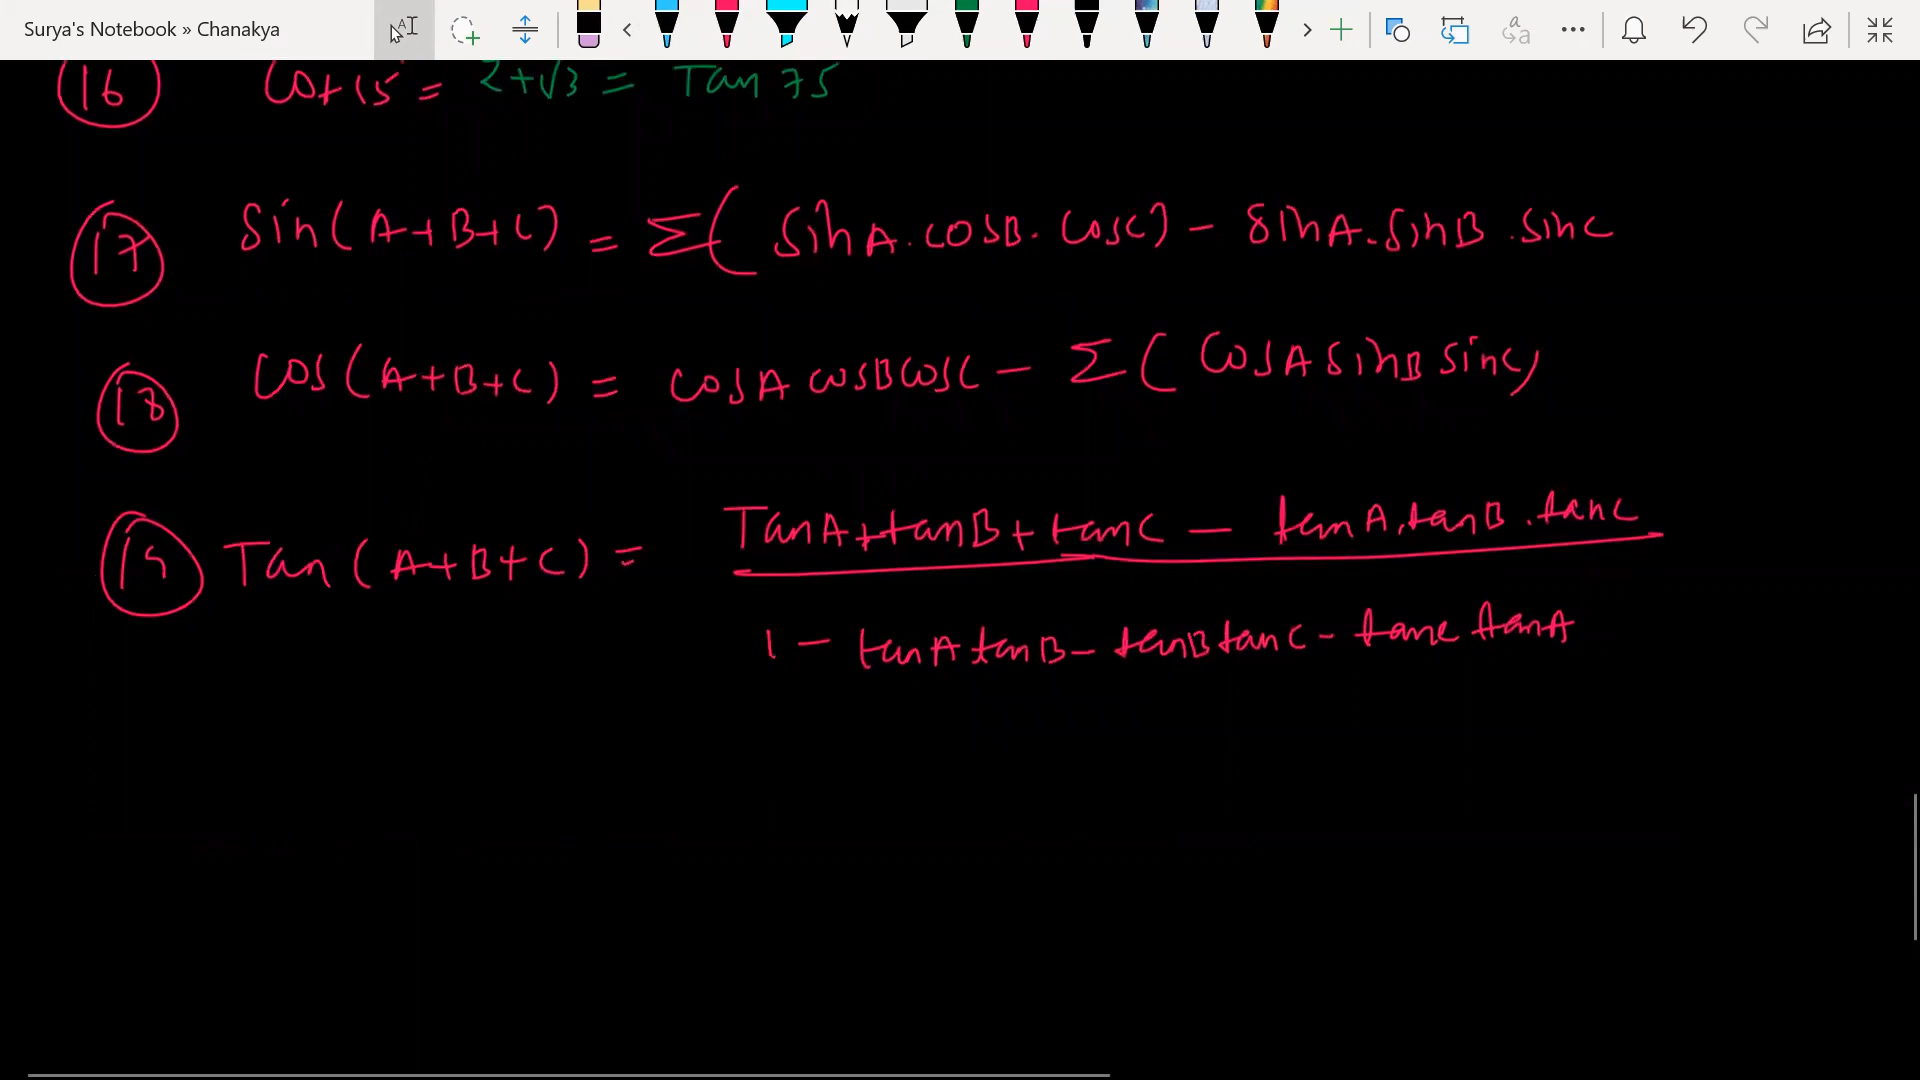 Surya's Notebook » Chanakya
16 Cot 15° = 2+√3 = Tan 75
17 Sin(A+B+C) = Σ( SinA.cosB.cosC) - SinA.SinB.SinC
18 cos(A+B+C) = cosA cosB cosC - Σ( CosA SinB SinC)
19 Tan(A+B+C) = TanA+tanB+tanC - tanA.tanB.tanC
1 - tanA tanB - tanB tanC - tanC tanA